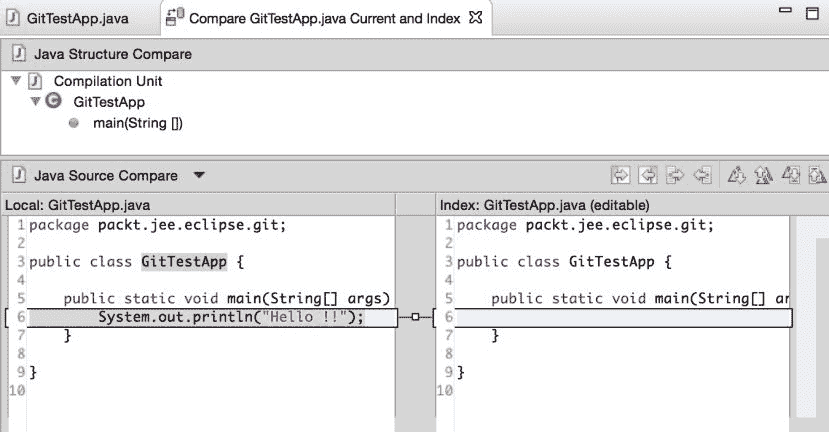 GitTestApp.java
Compare GitTestApp.java Current and Index
Java Structure Compare
Compilation Unit
GitTestApp
main(String [])
Java Source Compare
Local: GitTestApp.java
1 package packt.jee.eclipse.git;
2
3 public class GitTestApp {
4
5     public static void main(String[] args)
6         System.out.println("Hello !!");
7     }
8
9 }
10
Index: GitTestApp.java (editable)
1 package packt.jee.eclipse.git;
2
3 public class GitTestApp {
4
5     public static void main(String[] ar
6
7     }
8
9 }
10